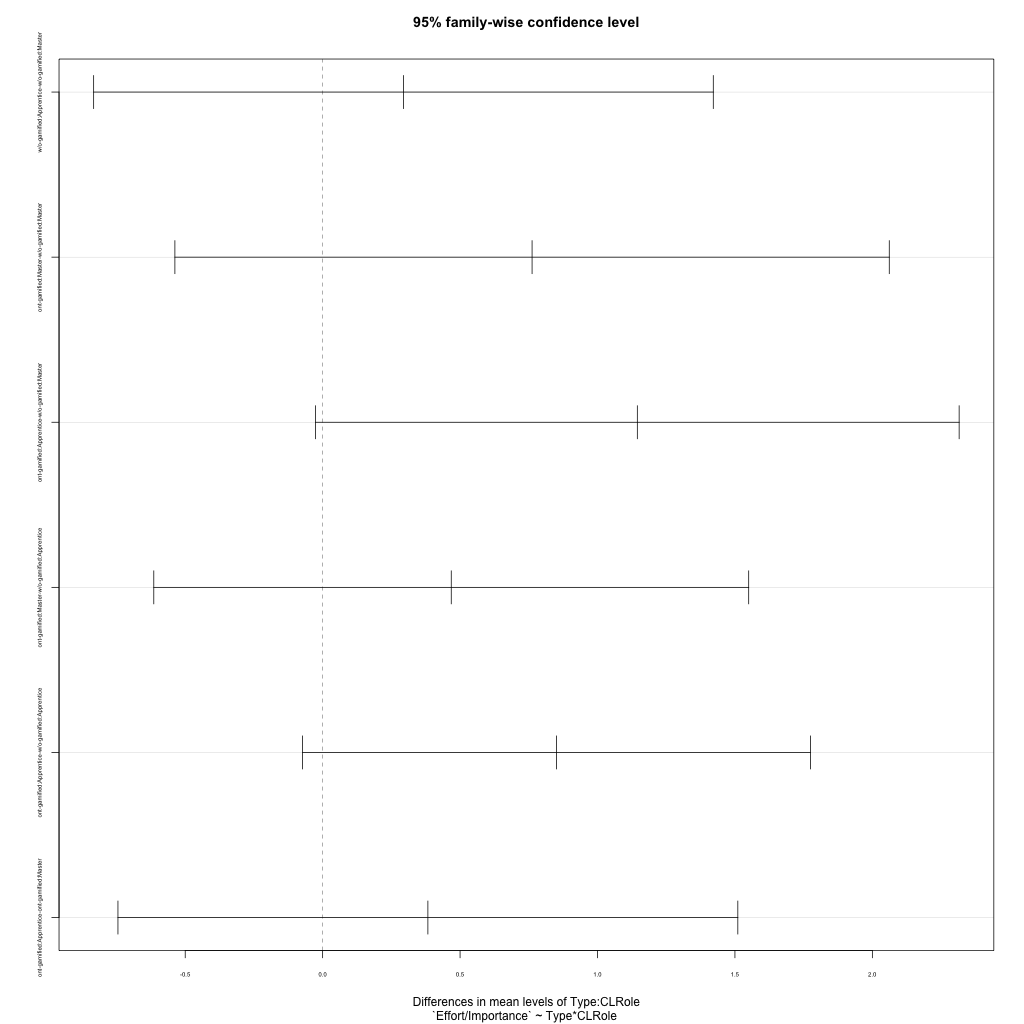 95% family-wise confidence level
w/o-gamified:Apprentice-w/o-gamified:Master
ont-gamified:Master-w/o-gamified:Master
ont-gamified:Apprentice-w/o-gamified:Master
ont-gamified:Master-w/o-gamified:Apprentice
ont-gamified:Apprentice-w/o-gamified:Apprentice
ont-gamified:Apprentice-ont-gamified:Master
-0.5 0.0 0.5 1.0 1.5 2.0
Differences in mean levels of Type:CLRole
`Effort/Importance` ~ Type*CLRole